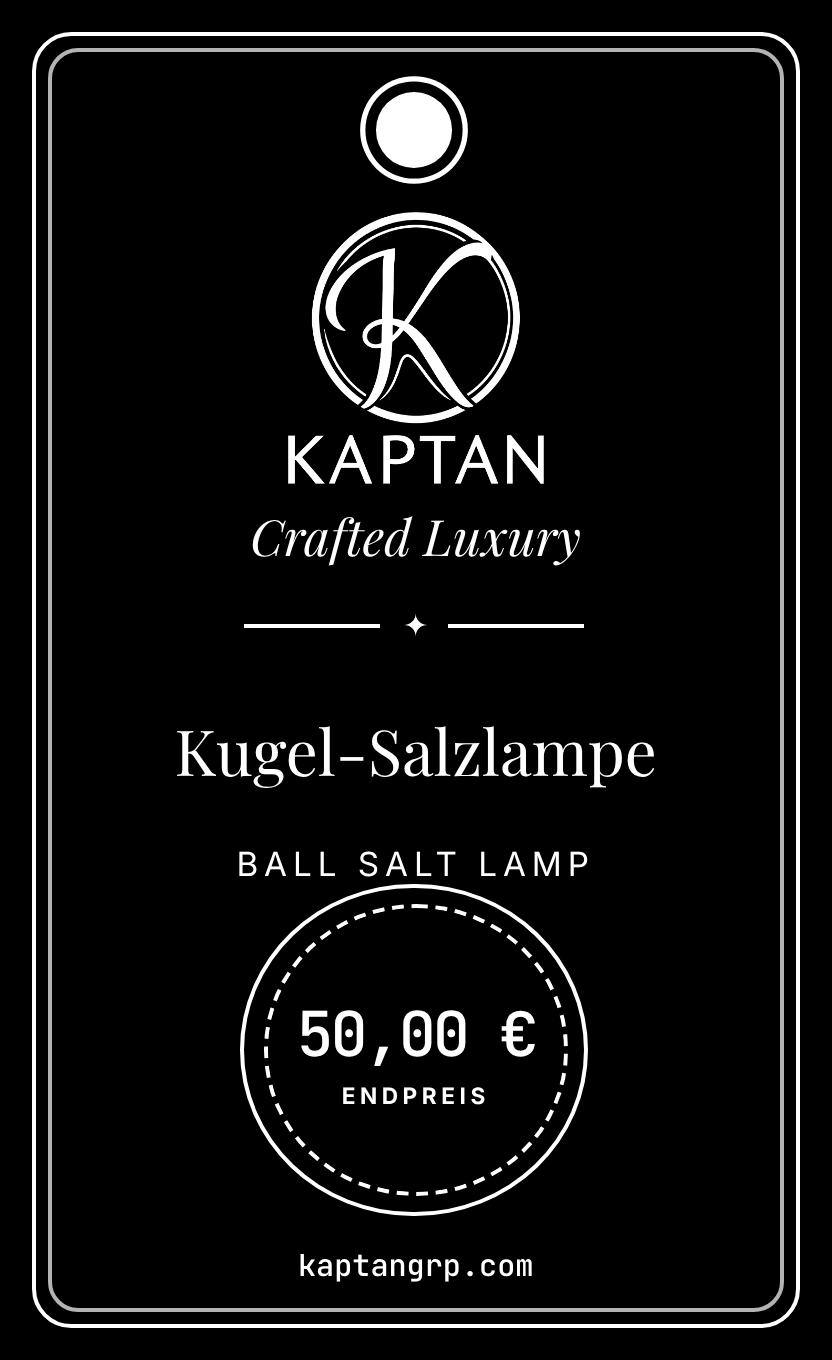 K
KAPTAN
Crafted Luxury
Kugel-Salzlampe
BALL SALT LAMP
50,00 €
ENDPREIS
kaptangrp.com